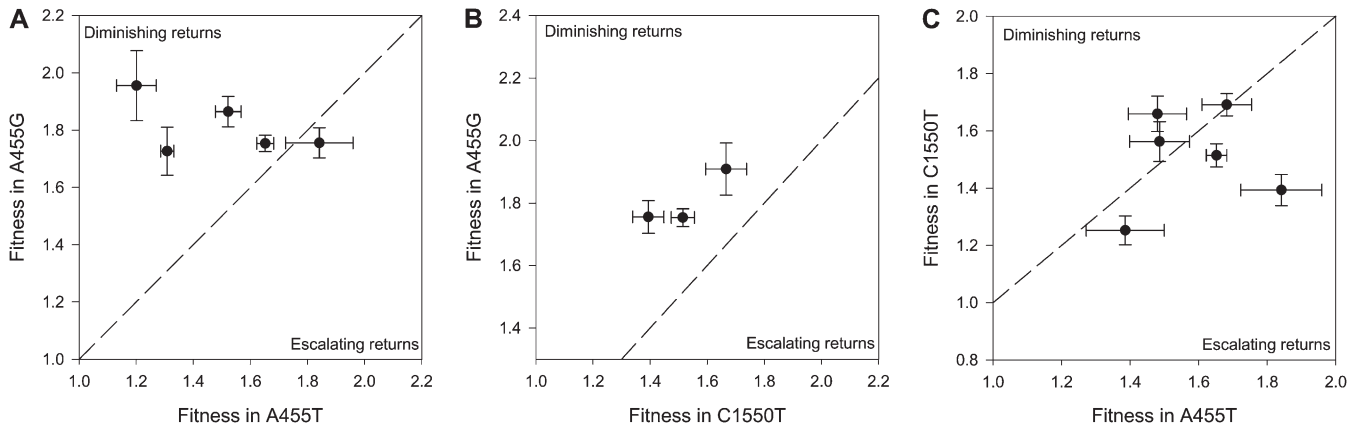 A
2.2
2.0
1.8
1.6
1.4
1.2
1.0
Fitness in A455G
Diminishing returns
Escalating returns
1.0 1.2 1.4 1.6 1.8 2.0 2.2
Fitness in A455T
B
2.4
2.2
2.0
1.8
1.6
1.4
Fitness in A455G
Diminishing returns
Escalating returns
1.0 1.2 1.4 1.6 1.8 2.0 2.2
Fitness in C1550T
C
2.0
1.8
1.6
1.4
1.2
1.0
0.8
Fitness in C1550T
Diminishing returns
Escalating returns
1.0 1.2 1.4 1.6 1.8 2.0
Fitness in A455T